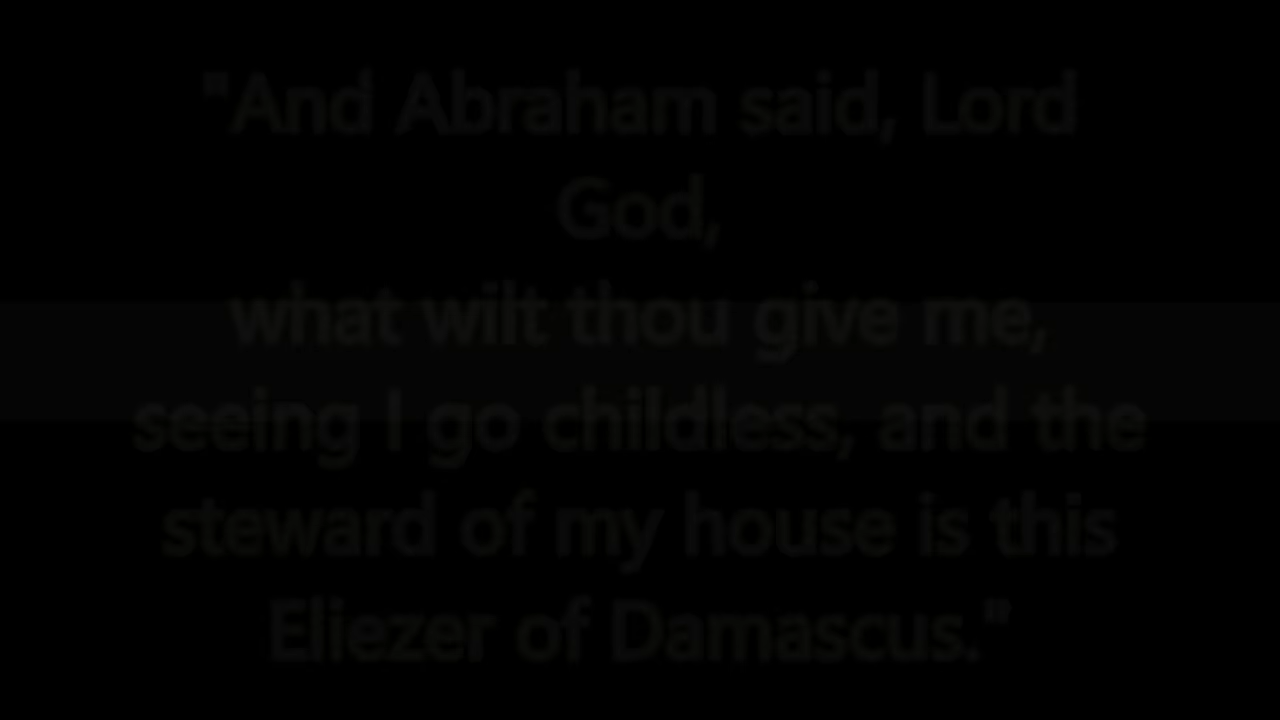 "And Abraham said, Lord
God,
what wilt thou give me,
seeing I go childless, and the
steward of my house is this
Eliezer of Damascus."